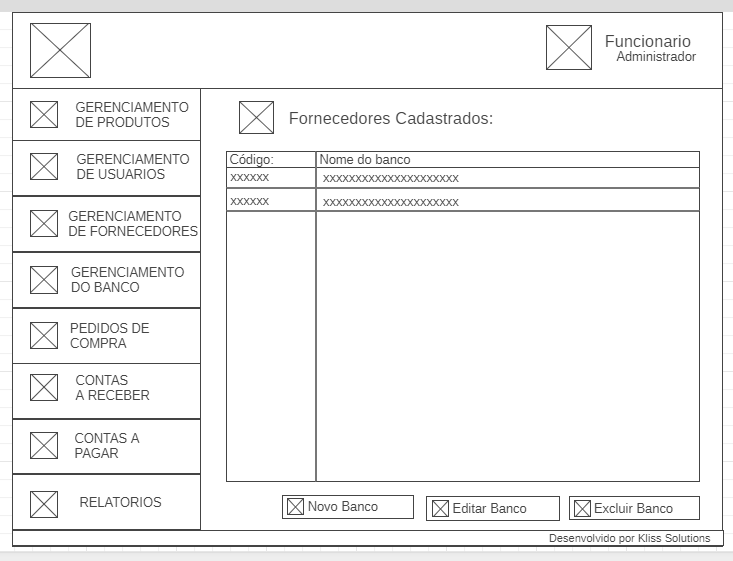 Funcionario
Administrador
GERENCIAMENTO
DE PRODUTOS
GERENCIAMENTO
DE USUARIOS
GERENCIAMENTO
DE FORNECEDORES
GERENCIAMENTO
DO BANCO
PEDIDOS DE
COMPRA
CONTAS
A RECEBER
CONTAS A
PAGAR
RELATORIOS
Fornecedores Cadastrados:
Código: Nome do banco
xxxxxx xxxxxxxxxxxxxxxxxxxxx
xxxxxx xxxxxxxxxxxxxxxxxxxxx
Novo Banco Editar Banco Excluir Banco
Desenvolvido por Kliss Solutions